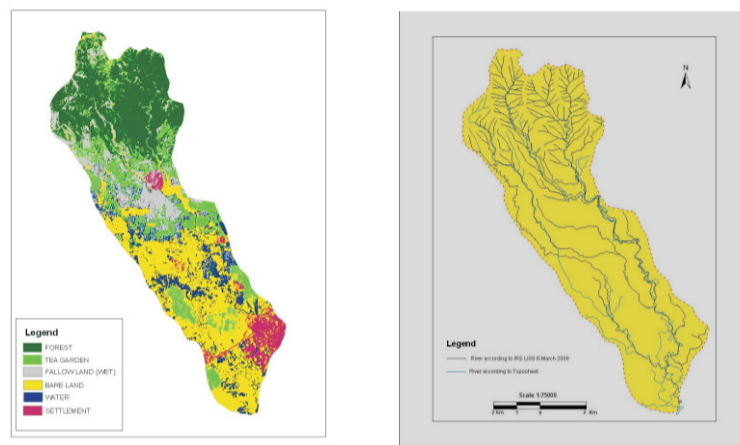 Legend
FOREST
TEA GARDEN
FALLOW LAND (WET)
BARE LAND
WATER
SETTLEMENT
N
Legend
River according to IRS LISS III March 2009
River according to Toposheet
Scale 1:75000
2 Km
Km